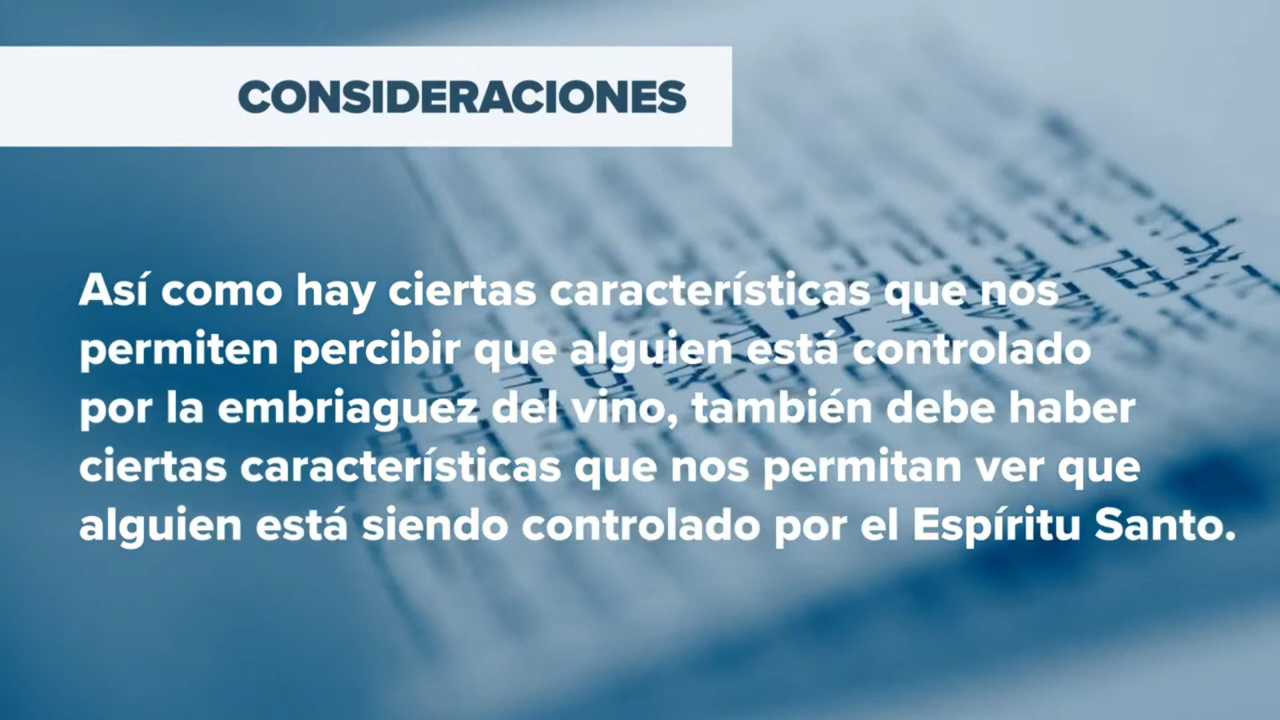 CONSIDERACIONES
Así como hay ciertas características que nos
permiten percibir que alguien está controlado
por la embriaguez del vino, también debe haber
ciertas características que nos permitan ver que
alguien está siendo controlado por el Espíritu Santo.